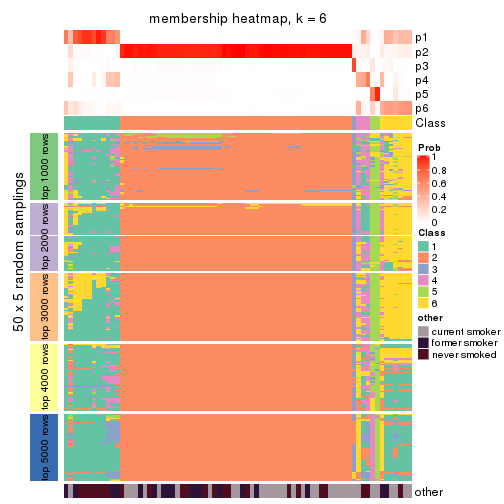 membership heatmap, k = 6
p1
p2
p3
p4
p5
p6
Class
50 x 5 random samplings
top 1000 rows
top 2000 rows
top 3000 rows
top 4000 rows
top 5000 rows
other
Prob
1
0.8
0.6
0.4
0.2
0
Class
1
2
3
4
5
6
other
current smoker
former smoker
never smoked